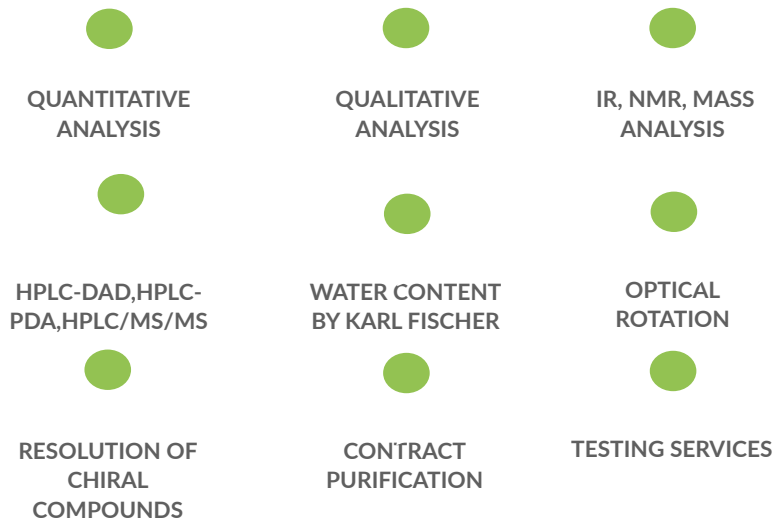 QUANTITATIVE
ANALYSIS
QUALITATIVE
ANALYSIS
IR, NMR, MASS
ANALYSIS
HPLC-DAD,HPLC-
PDA,HPLC/MS/MS
WATER CONTENT
BY KARL FISCHER
OPTICAL
ROTATION
RESOLUTION OF
CHIRAL
COMPOUNDS
CONTRACT
PURIFICATION
TESTING SERVICES